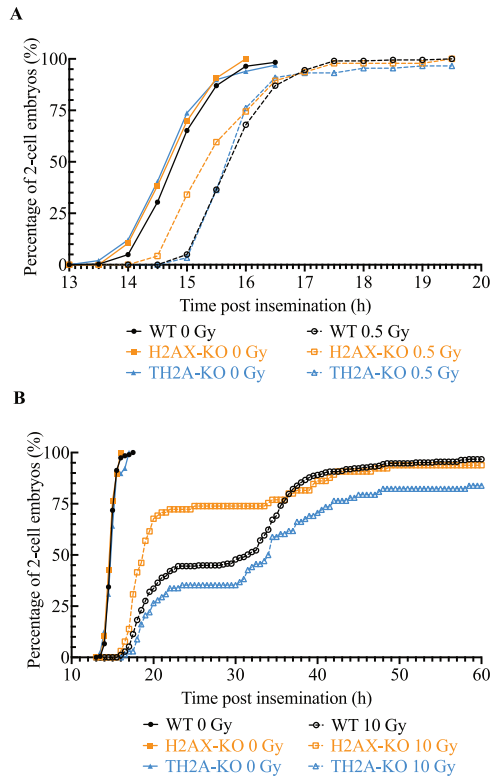 A
Percentage of 2-cell embryos (%)
100
75
50
25
0
13 14 15 16 17 18 19 20
Time post insemination (h)
WT 0 Gy WT 0.5 Gy
H2AX-KO 0 Gy H2AX-KO 0.5 Gy
TH2A-KO 0 Gy TH2A-KO 0.5 Gy
B
Percentage of 2-cell embryos (%)
100
75
50
25
0
10 20 30 40 50 60
Time post insemination (h)
WT 0 Gy WT 10 Gy
H2AX-KO 0 Gy H2AX-KO 10 Gy
TH2A-KO 0 Gy TH2A-KO 10 Gy